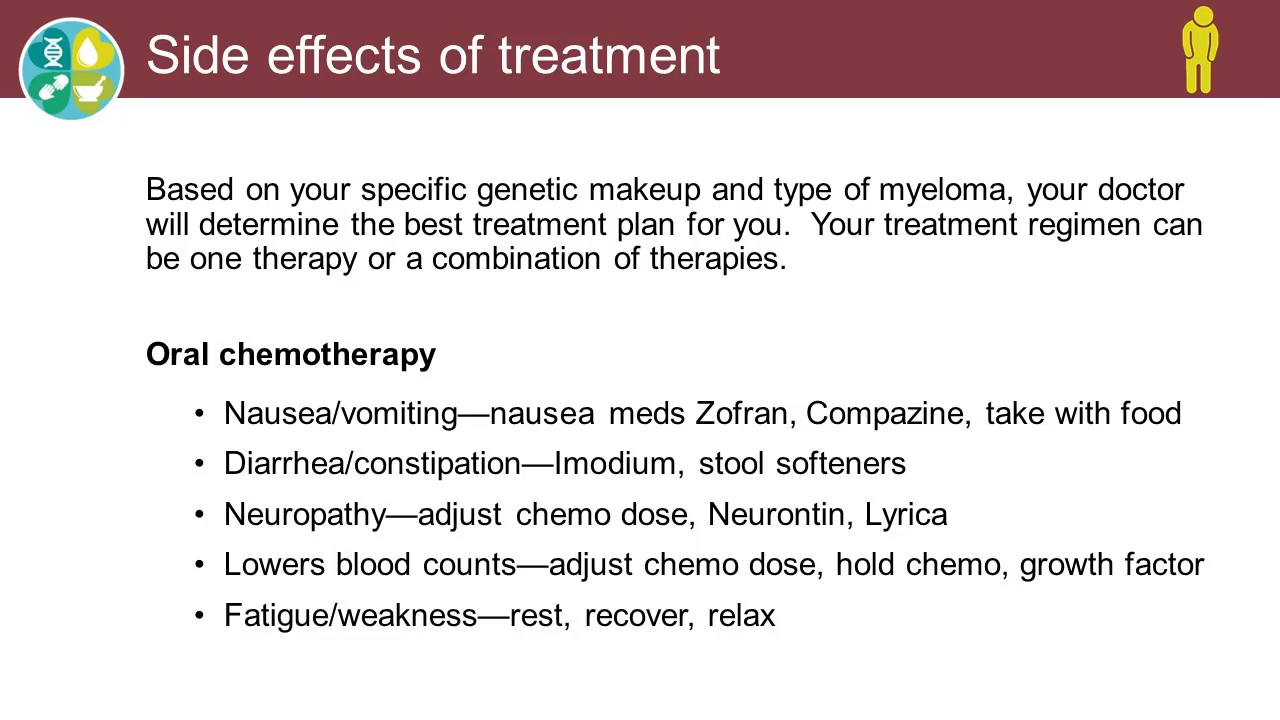 Side effects of treatment
Based on your specific genetic makeup and type of myeloma, your doctor
will determine the best treatment plan for you.  Your treatment regimen can
be one therapy or a combination of therapies.
Oral chemotherapy
• Nausea/vomiting—nausea meds Zofran, Compazine, take with food
• Diarrhea/constipation—Imodium, stool softeners
• Neuropathy—adjust chemo dose, Neurontin, Lyrica
• Lowers blood counts—adjust chemo dose, hold chemo, growth factor
• Fatigue/weakness—rest, recover, relax